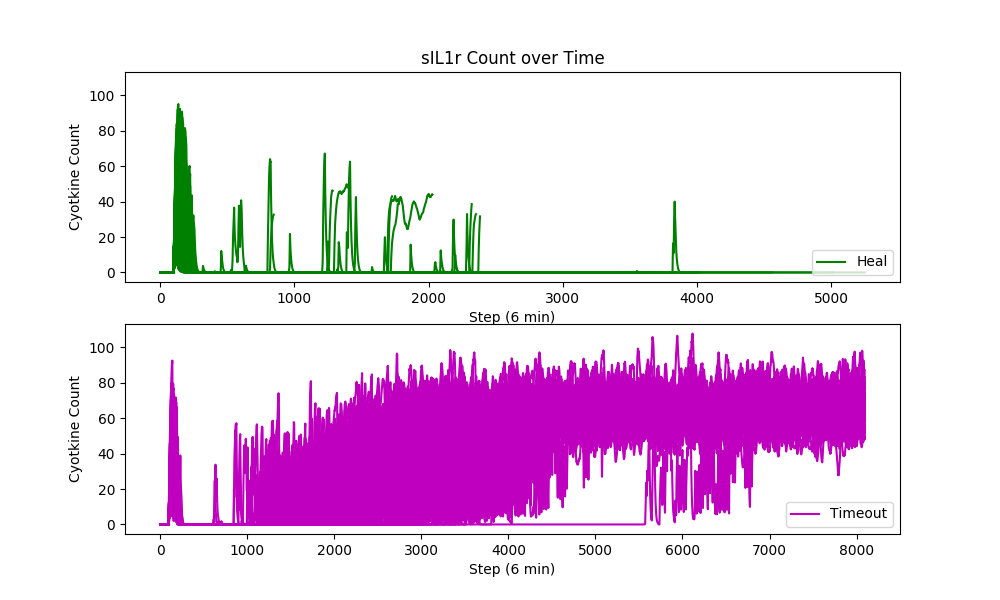 sIL1r Count over Time
Cyotkine Count
100
80
60
40
20
0
Heal
0 1000 2000 3000 4000 5000
Step (6 min)
Cyotkine Count
100
80
60
40
20
0
Timeout
0 1000 2000 3000 4000 5000 6000 7000 8000
Step (6 min)